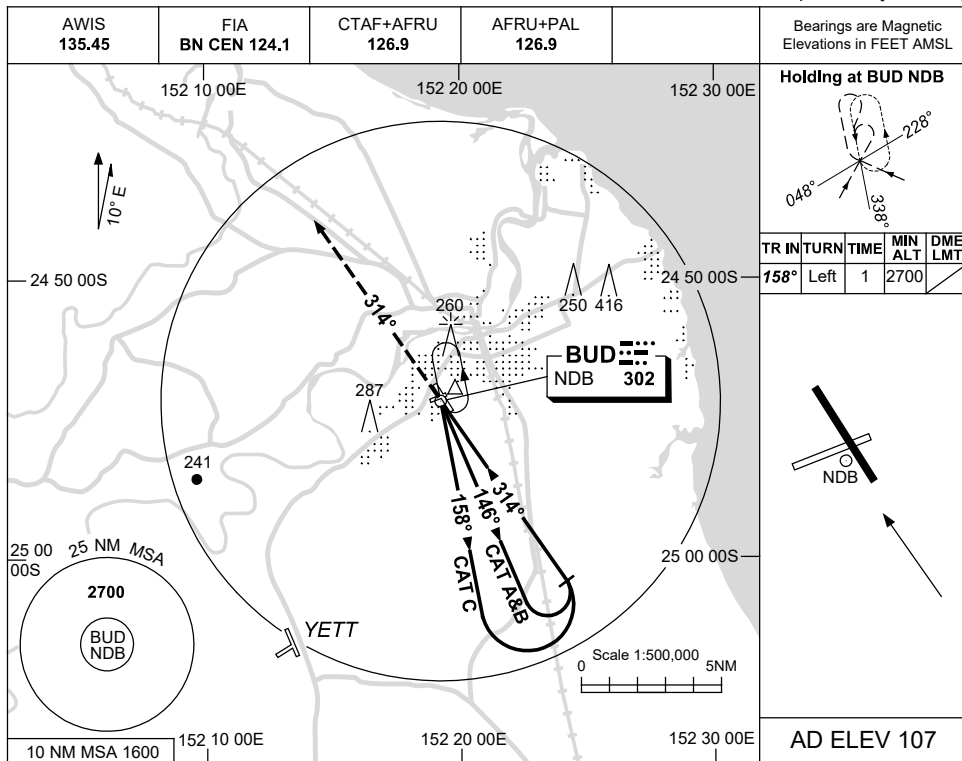 AWIS
135.45
FIA
BN CEN 124.1
CTAF+AFRU
126.9
AFRU+PAL
126.9
Bearings are Magnetic
Elevations in FEET AMSL
152 10 00E
152 20 00E
152 30 00E
Holding at BUD NDB
228°
048°
338°
10° E
TR IN TURN TIME MIN ALT DME LMT
158° Left 1 2700
24 50 00S
24 50 00S
314°
260
250
416
BUD
NDB 302
287
241
NDB
314°
146°
158°
CAT A&B
CAT C
25 00
00S
25 NM MSA
2700
BUD
NDB
25 00 00S
YETT
Scale 1:500,000
0 5NM
10 NM MSA 1600
152 10 00E
152 20 00E
152 30 00E
AD ELEV 107